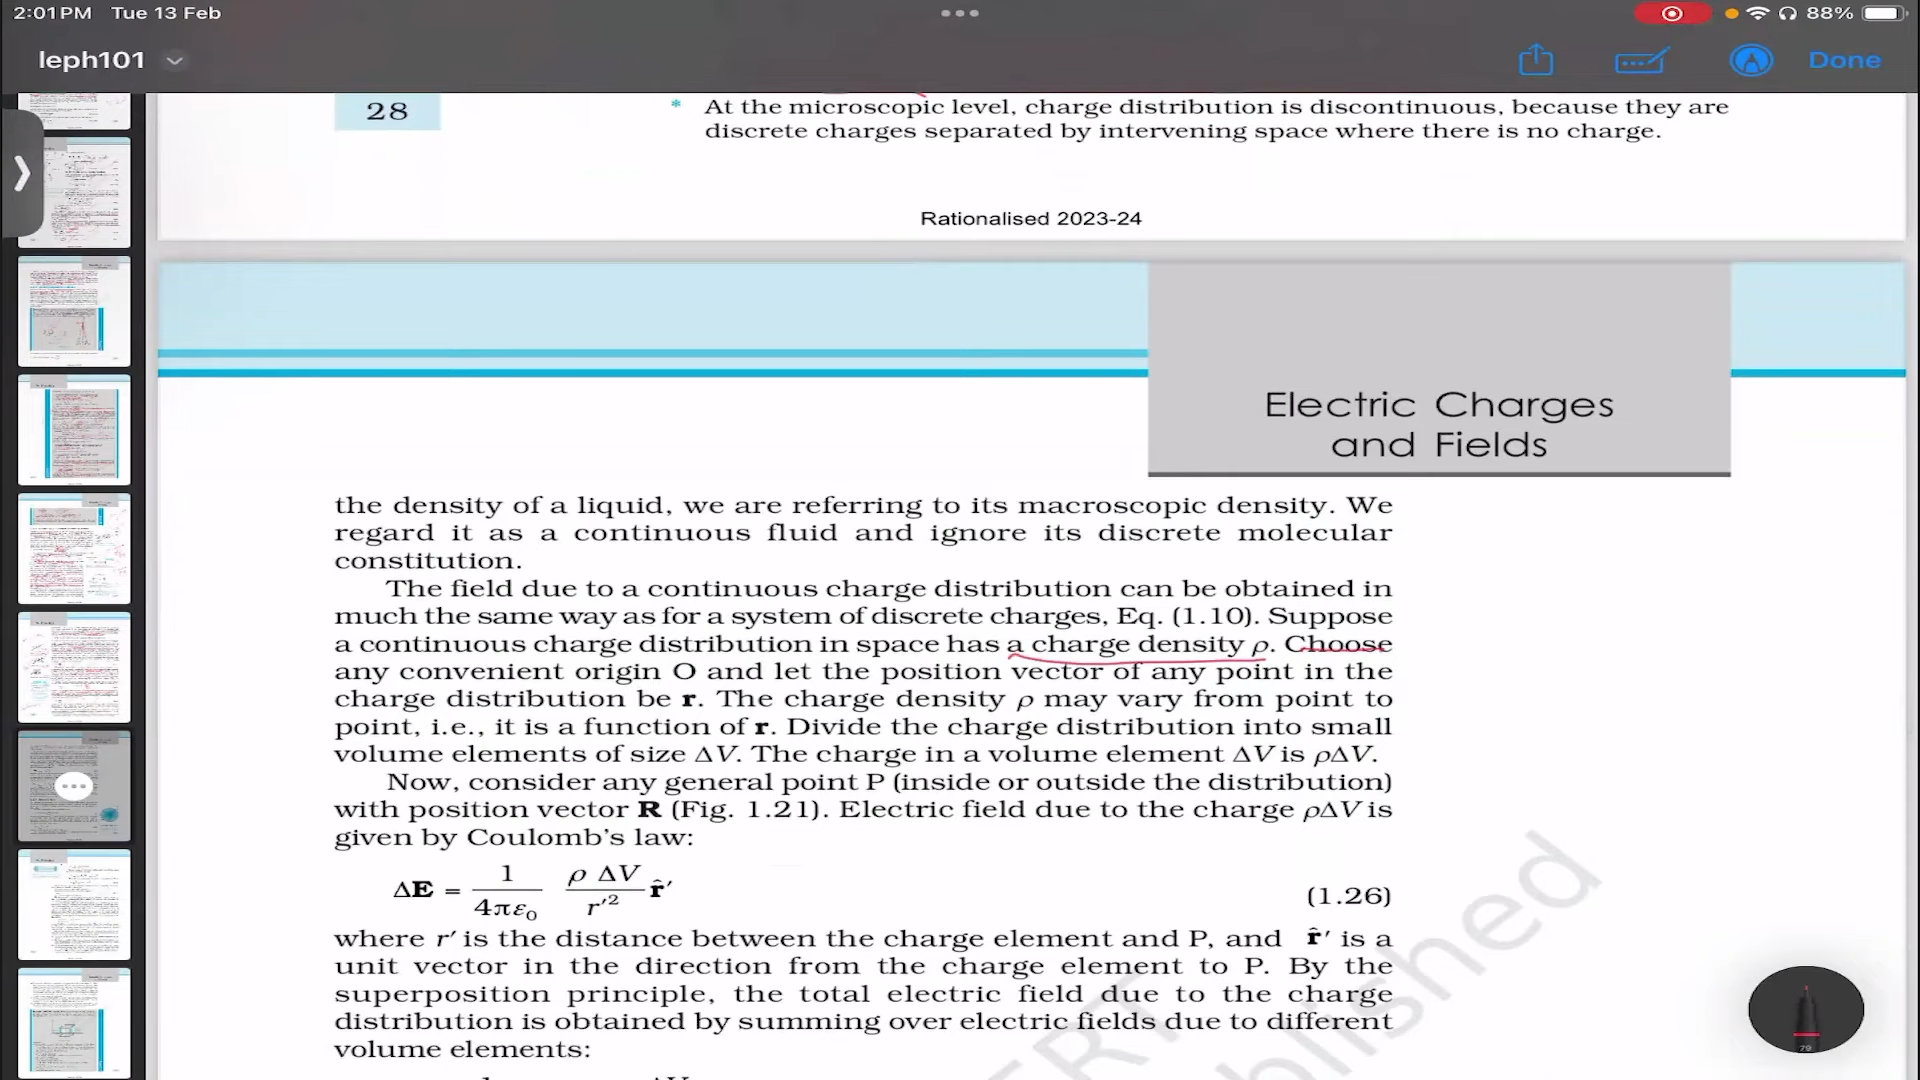 2:01PM Tue 13 Feb
88%
leph101
Done
28
* At the microscopic level, charge distribution is discontinuous, because they are
discrete charges separated by intervening space where there is no charge.
Rationalised 2023-24
Electric Charges
and Fields
the density of a liquid, we are referring to its macroscopic density. We
regard it as a continuous fluid and ignore its discrete molecular
constitution.
The field due to a continuous charge distribution can be obtained in
much the same way as for a system of discrete charges, Eq. (1.10). Suppose
a continuous charge distribution in space has a charge density ρ. Choose
any convenient origin O and let the position vector of any point in the
charge distribution be r. The charge density ρ may vary from point to
point, i.e., it is a function of r. Divide the charge distribution into small
volume elements of size ΔV. The charge in a volume element ΔV is ρΔV.
Now, consider any general point P (inside or outside the distribution)
with position vector R (Fig. 1.21). Electric field due to the charge ρΔV is
given by Coulomb's law:
ΔE = 1/4πε₀ ρ ΔV/r′² r̂′ (1.26)
where r′ is the distance between the charge element and P, and r̂′ is a
unit vector in the direction from the charge element to P. By the
superposition principle, the total electric field due to the charge
distribution is obtained by summing over electric fields due to different
volume elements:
79